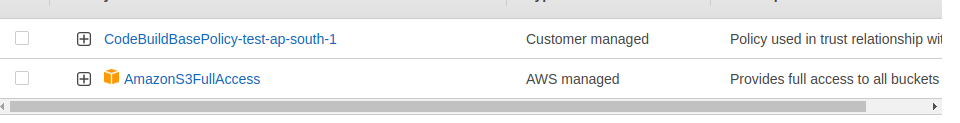 CodeBuildBasePolicy-test-ap-south-1 Customer managed Policy used in trust relationship wit
AmazonS3FullAccess AWS managed Provides full access to all buckets